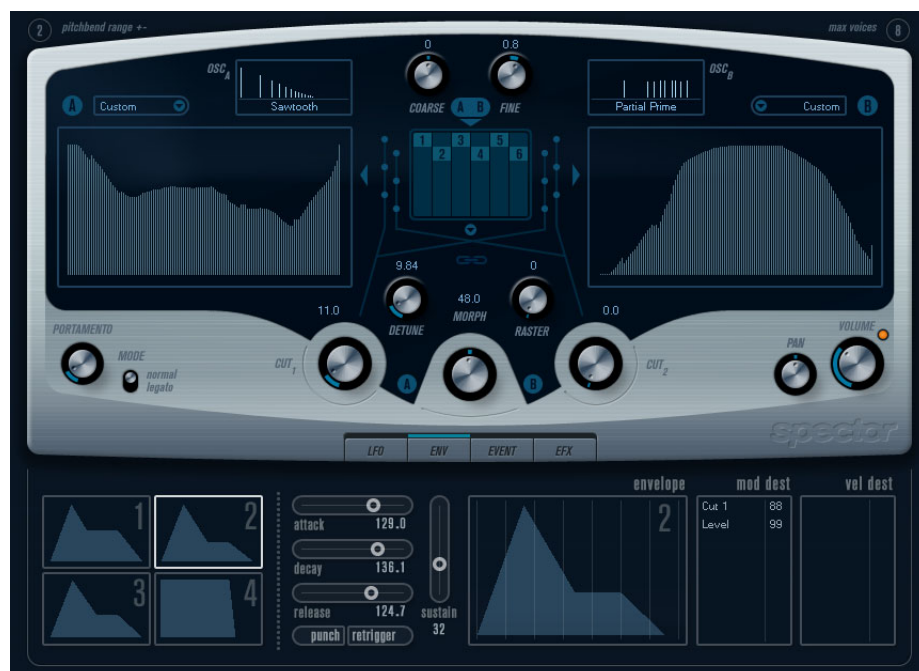 2 pitchbend range +- max voices 8
0 0.8
OSC A OSC B
A Custom Sawtooth COARSE A B FINE Partial Prime Custom B
1 2 3 4 5 6
9.84 48.0 0
11.0 DETUNE MORPH RASTER 0.0
PORTAMENTO VOLUME
MODE CUT 1 CUT 2 PAN
normal
legato
A B
spector
LFO ENV EVENT EFX
envelope mod dest vel dest
1 2 2 Cut 1 88
Level 99
attack 129.0
decay 136.1
3 4
release 124.7 sustain
punch retrigger 32